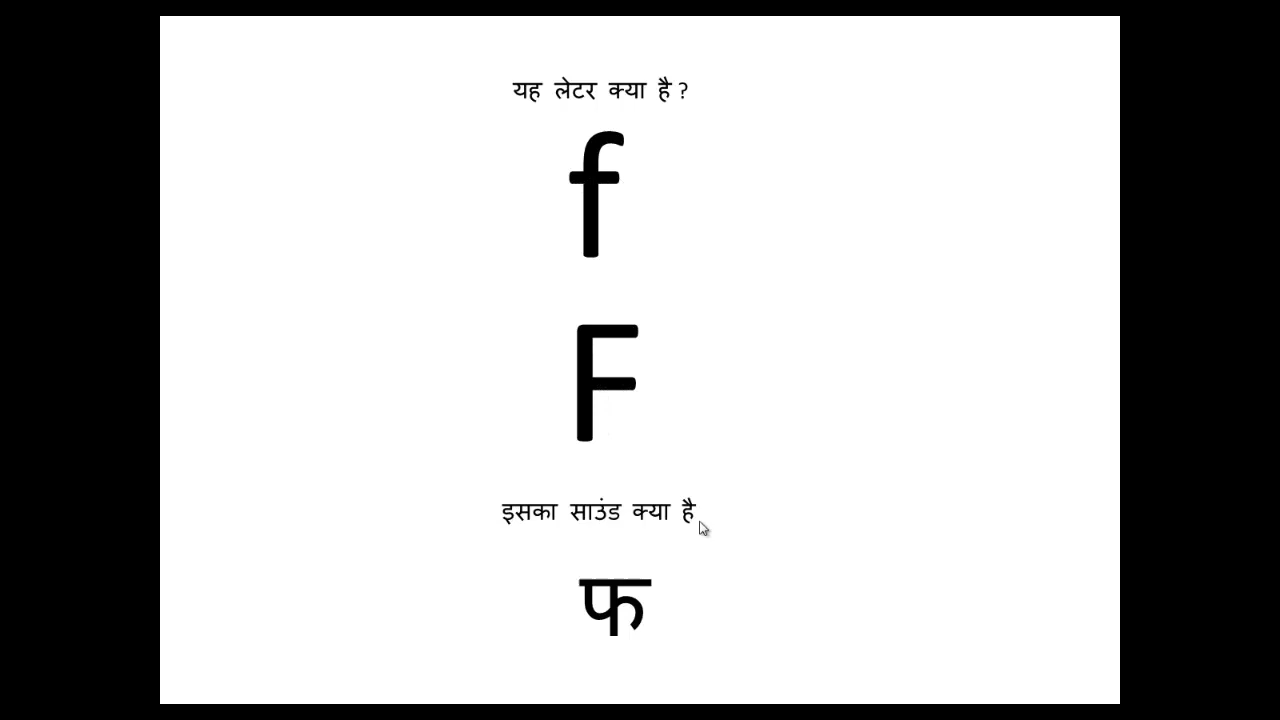 यह लेटर क्या है ?
f
F
इसका साउंड क्या है
फ